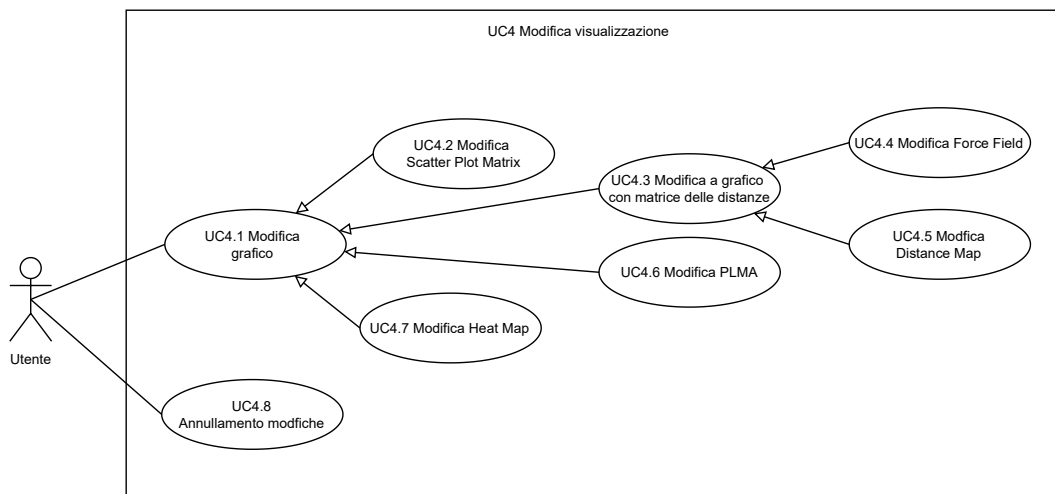 UC4 Modifica visualizzazione
UC4.2 Modifica
Scatter Plot Matrix
UC4.4 Modifica Force Field
UC4.3 Modifica a grafico
con matrice delle distanze
UC4.1 Modifica
grafico
UC4.5 Modfica
Distance Map
UC4.6 Modifica PLMA
UC4.7 Modifica Heat Map
Utente
UC4.8
Annullamento modfiche